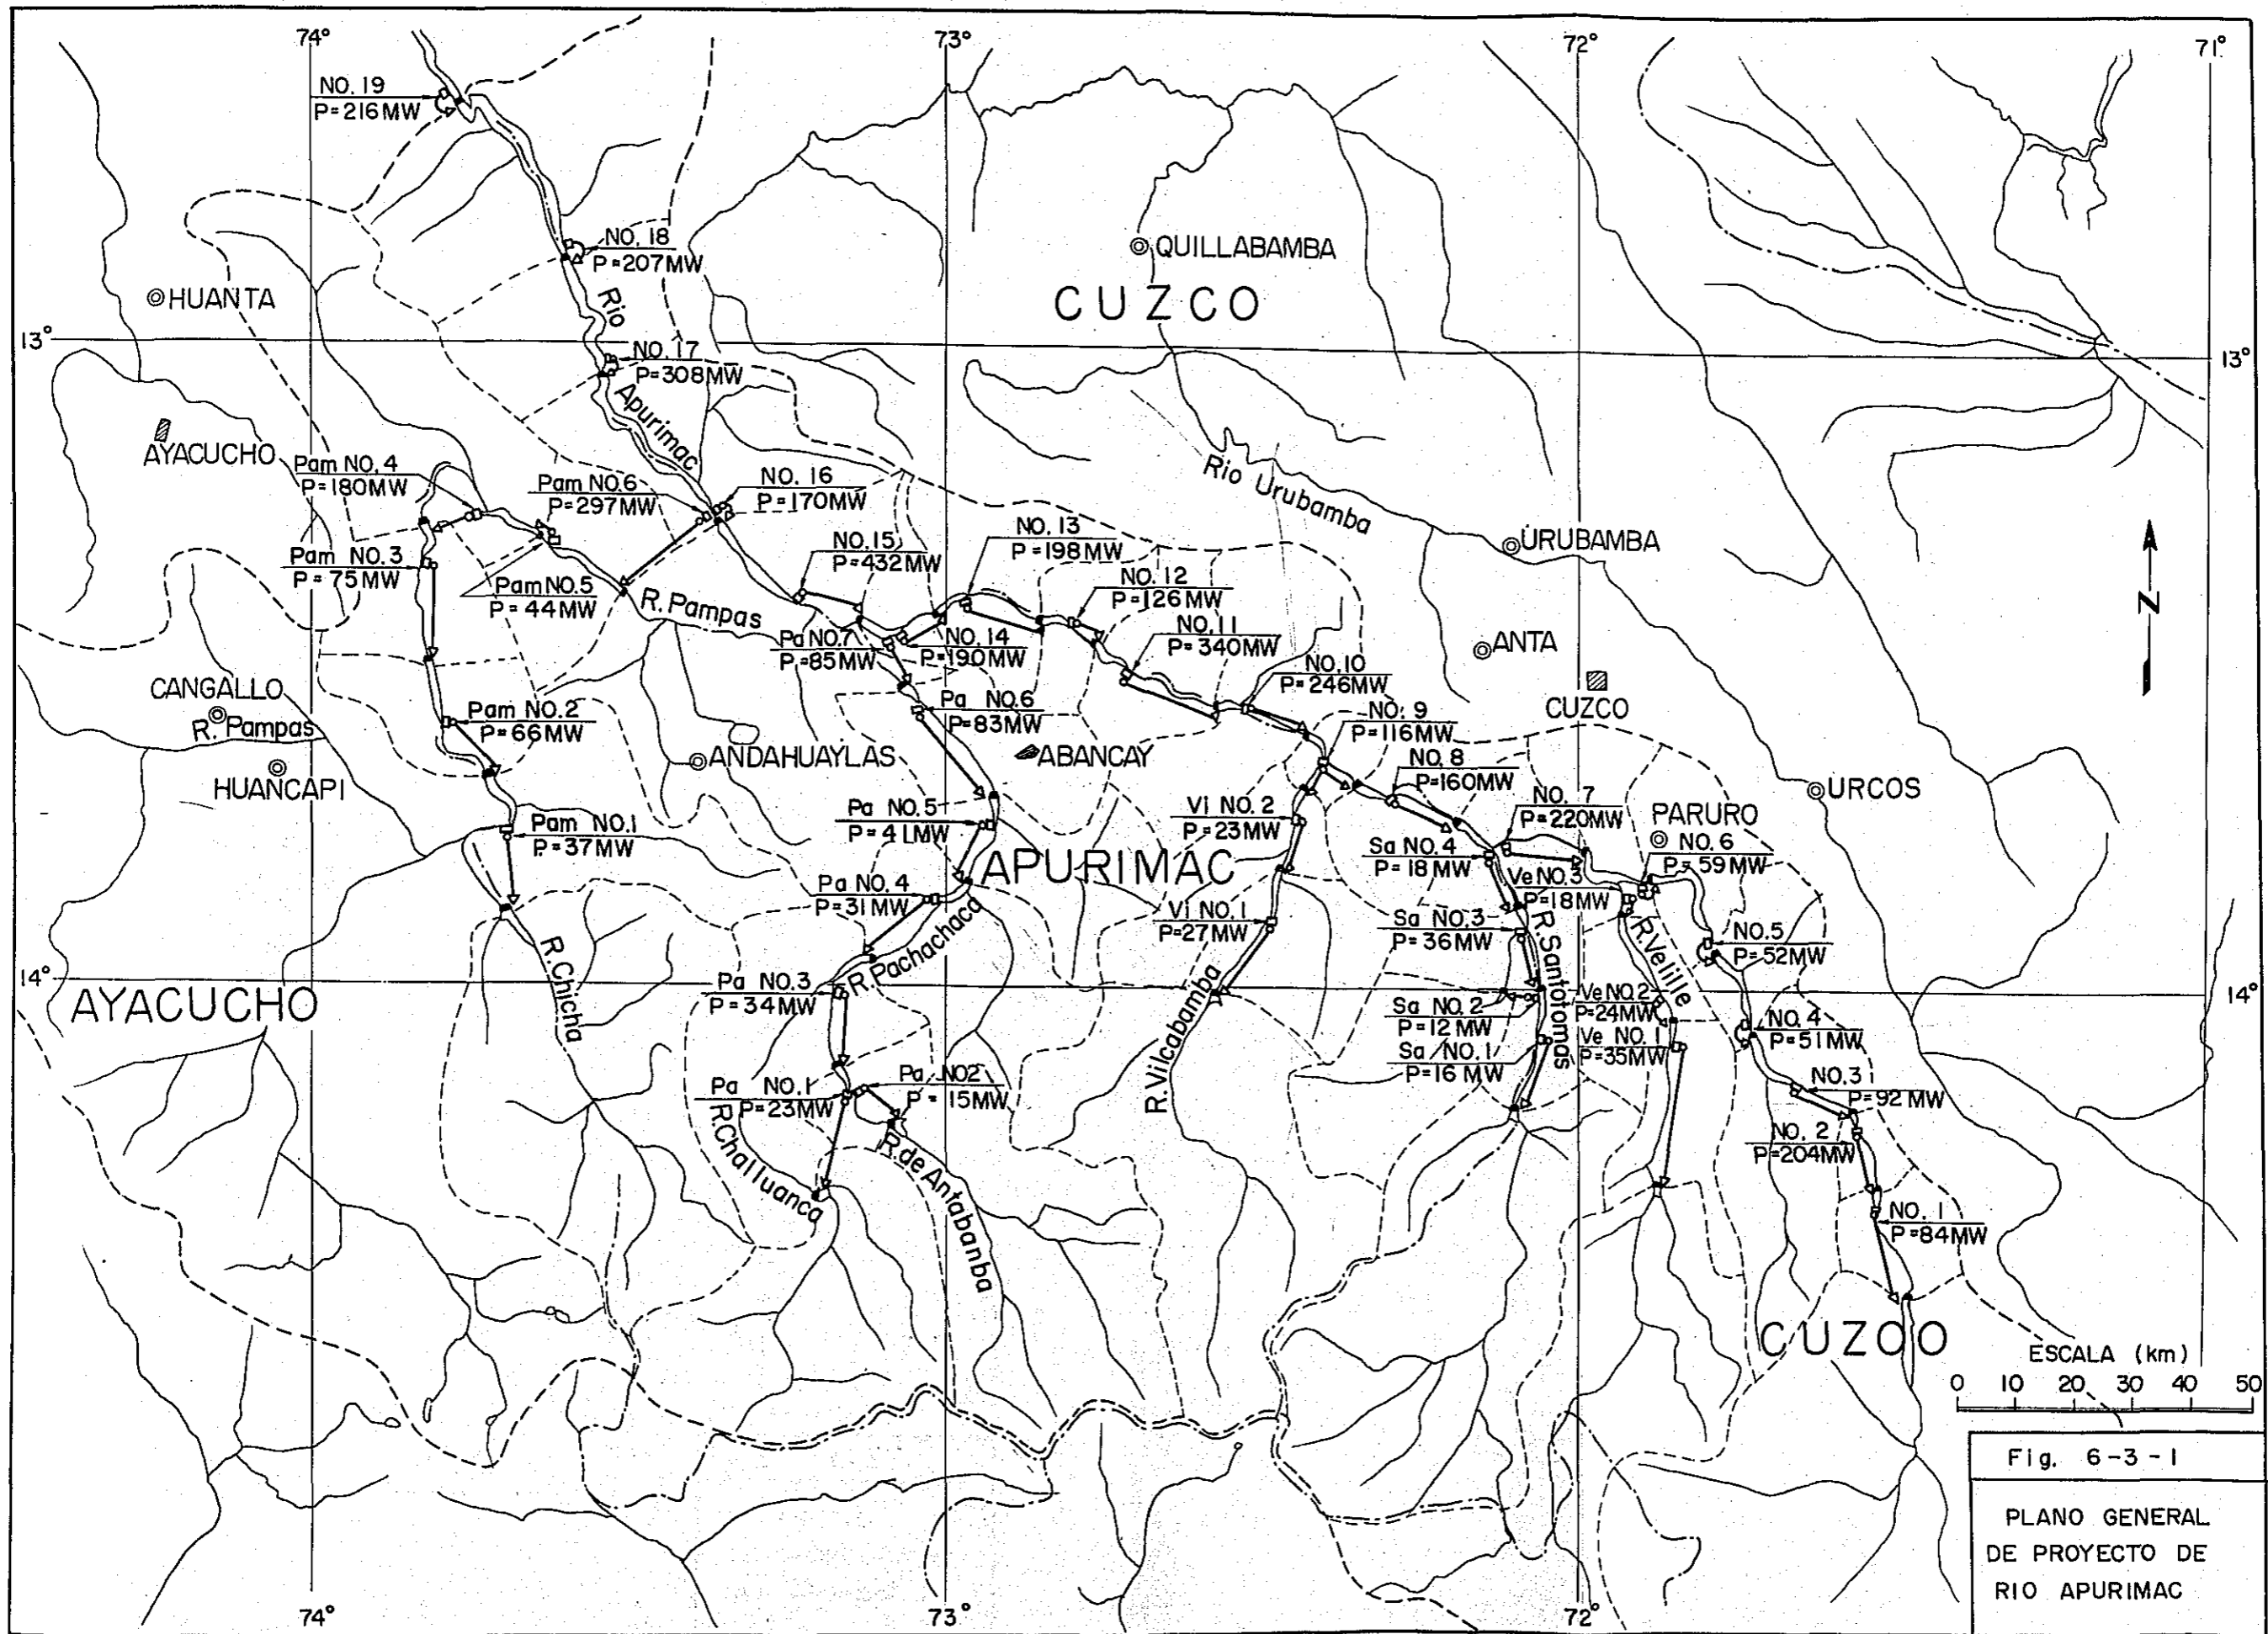 74°
73°
72°
71°
NO. 19
P=216MW
NO. 18
P=207MW
QUILLABAMBA
CUZCO
HUANTA
Rio
13°
NO. 17
P=308MW
13°
Apurimac
AYACUCHO
Pam NO. 4
P=180MW
Pam NO. 6
P=297MW
NO. 16
P=170MW
Rio Urubamba
NO. 13
P=198MW
NO. 15
P=432MW
URUBAMBA
Pam NO. 3
P=75MW
Pam NO. 5
P=44MW
R. Pampas
NO. 12
P=126MW
N
Pa NO. 7
P=85MW
NO. 14
P=190MW
NO. 11
P=340MW
ANTA
NO. 10
P=246MW
CANGALLO
R. Pampas
Pam NO. 2
P=66MW
Pa NO. 6
P=83MW
NO. 9
P=116MW
CUZCO
HUANCAPI
ANDAHUAYLAS
ABANCAY
NO. 8
P=160MW
URCOS
Pam NO. 1
P=37MW
Pa NO. 5
P=41MW
VI NO. 2
P=23MW
NO. 7
P=220MW
PARURO
NO. 6
P=59MW
APURIMAC
Sa NO. 4
P=18MW
Ve NO. 3
P=18MW
Pa NO. 4
P=31MW
VI NO. 1
P=27MW
Sa NO. 3
P=36MW
R. Santotomas
R. Velille
NO. 5
P=52MW
R. Chicha
R. Pachachaca
14°
AYACUCHO
Pa NO. 3
P=34MW
R. Vilcabamba
Sa NO. 2
P=12MW
Ve NO. 2
P=24MW
14°
NO. 4
P=51MW
Sa NO. 1
P=16MW
Ve NO. 1
P=35MW
Pa NO. 1
P=23MW
Pa NO2
P=15MW
NO. 3
P=92MW
R. Challuanca
R. de Antabanba
NO. 2
P=204MW
NO. 1
P=84MW
CUZOO
ESCALA (km)
0 10 20 30 40 50
Fig. 6-3-1
PLANO GENERAL
DE PROYECTO DE
RIO APURIMAC
74°
73°
72°